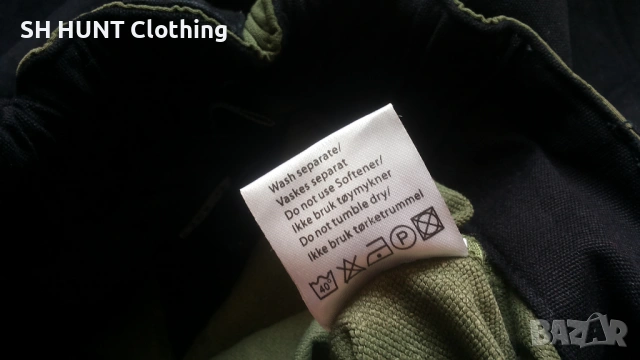 SH HUNT Clothing
Wash separate/
Vaskes separat
Do not use Softener/
Ikke bruk tøymykner
Do not tumble dry/
Ikke bruk tørketrummel
40° P
BAZAR